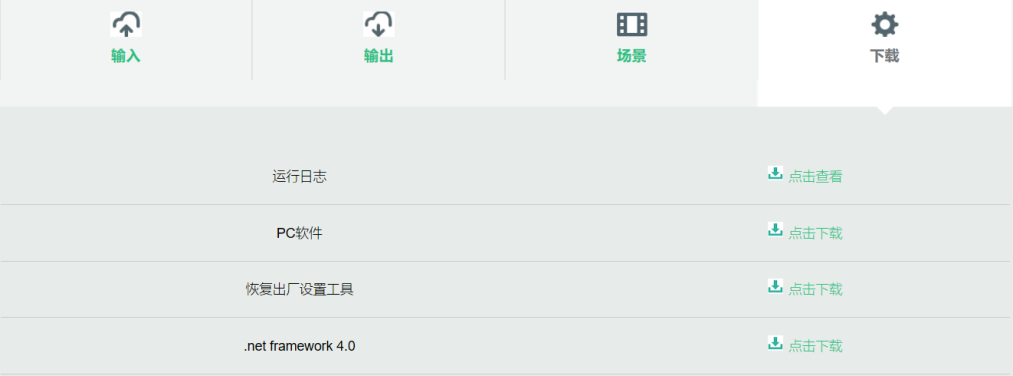 输入 输出 场景 下载
运行日志 点击查看
PC软件 点击下载
恢复出厂设置工具 点击下载
.net framework 4.0 点击下载